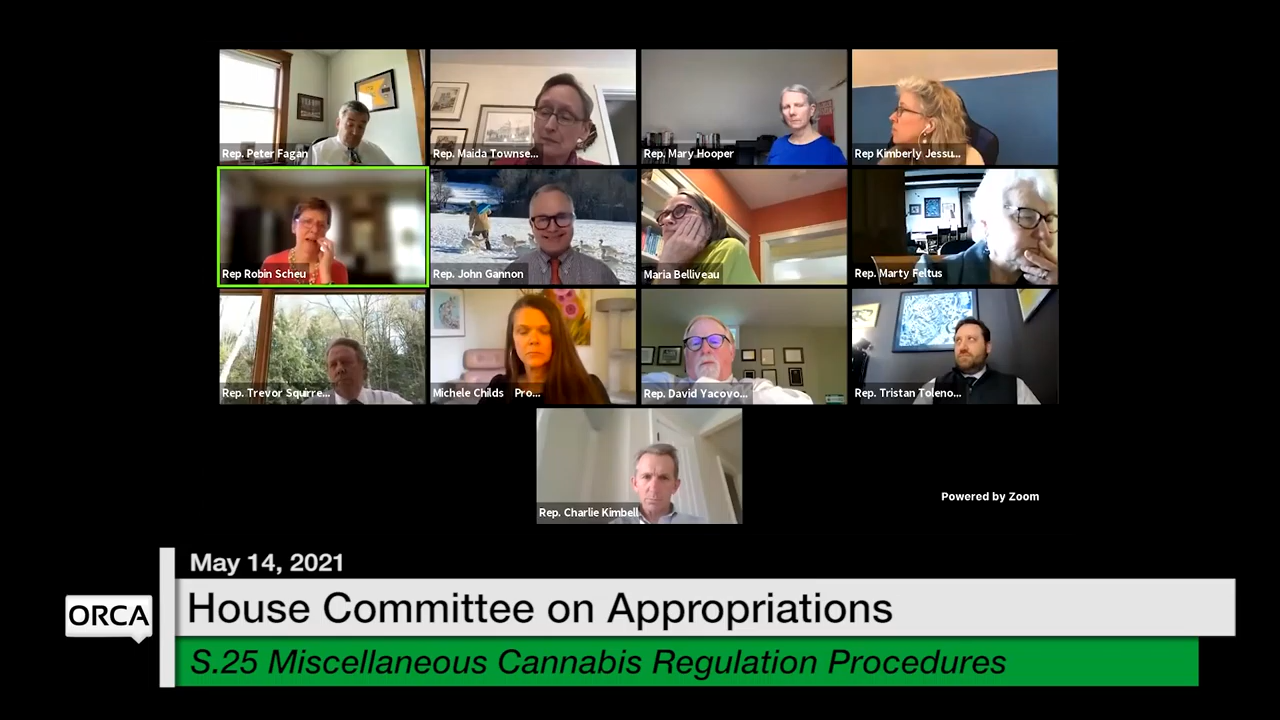 Rep. Peter Fagan
Rep. Maida Townse...
Rep. Mary Hooper
Rep Kimberly Jessu...
Rep Robin Scheu
Rep. John Gannon
Maria Belliveau
Rep. Marty Feltus
Rep. Trevor Squirre...
Michele Childs Pro...
Rep. David Yacovo...
Rep. Tristan Toleno...
Rep. Charlie Kimbell
Powered by Zoom
May 14, 2021
ORCA
House Committee on Appropriations
S.25 Miscellaneous Cannabis Regulation Procedures